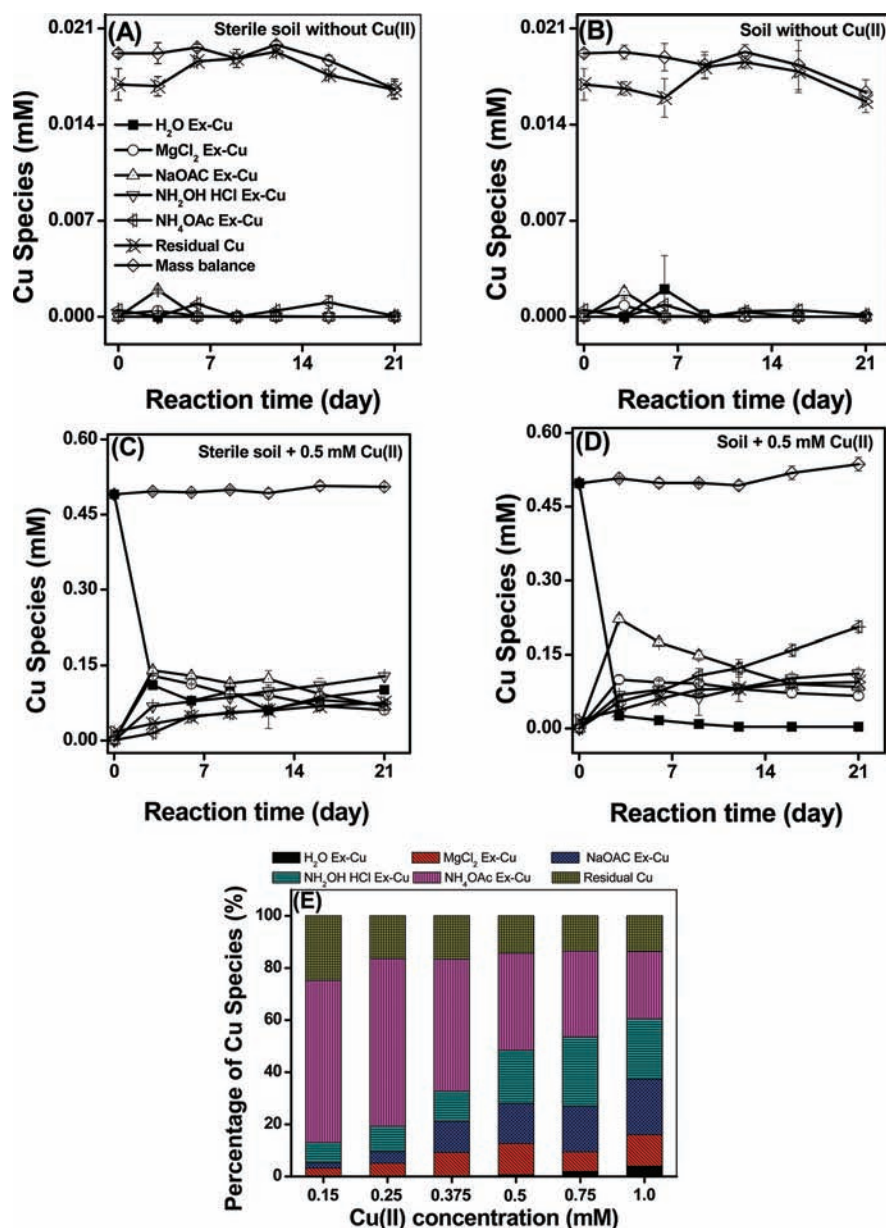 (A) Sterile soil without Cu(II)
0.021
0.014
0.007
0.000
Cu Species (mM)
H₂O Ex-Cu
MgCl₂ Ex-Cu
NaOAC Ex-Cu
NH₂OH HCl Ex-Cu
NH₄OAc Ex-Cu
Residual Cu
Mass balance
0 7 14 21
Reaction time (day)
(B) Soil without Cu(II)
0.021
0.014
0.007
0.000
Cu Species (mM)
0 7 14 21
Reaction time (day)
(C) Sterile soil + 0.5 mM Cu(II)
0.60
0.45
0.30
0.15
0.00
Cu Species (mM)
0 7 14 21
Reaction time (day)
(D) Soil + 0.5 mM Cu(II)
0.60
0.45
0.30
0.15
0.00
Cu Species (mM)
0 7 14 21
Reaction time (day)
H₂O Ex-Cu MgCl₂ Ex-Cu NaOAC Ex-Cu
NH₂OH HCl Ex-Cu NH₄OAc Ex-Cu Residual Cu
(E)
100
80
60
40
20
0
Percentage of Cu Species (%)
0.15 0.25 0.375 0.5 0.75 1.0
Cu(II) concentration (mM)